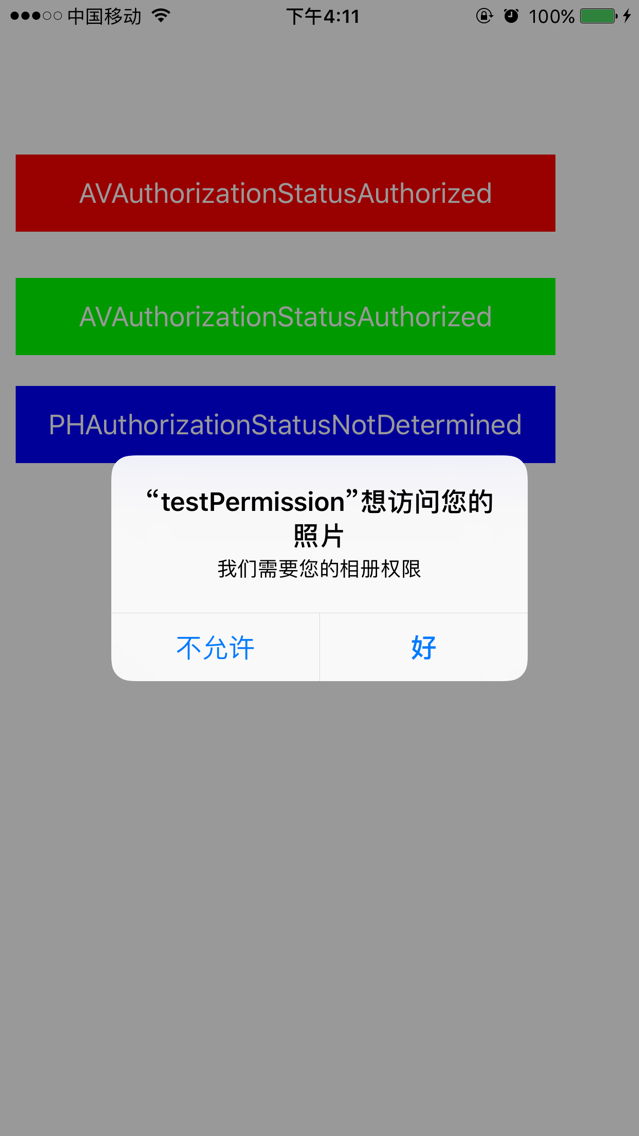 中国移动 下午4:11 100%
AVAuthorizationStatusAuthorized
AVAuthorizationStatusAuthorized
PHAuthorizationStatusNotDetermined
“testPermission”想访问您的
照片
我们需要您的相册权限
不允许 好